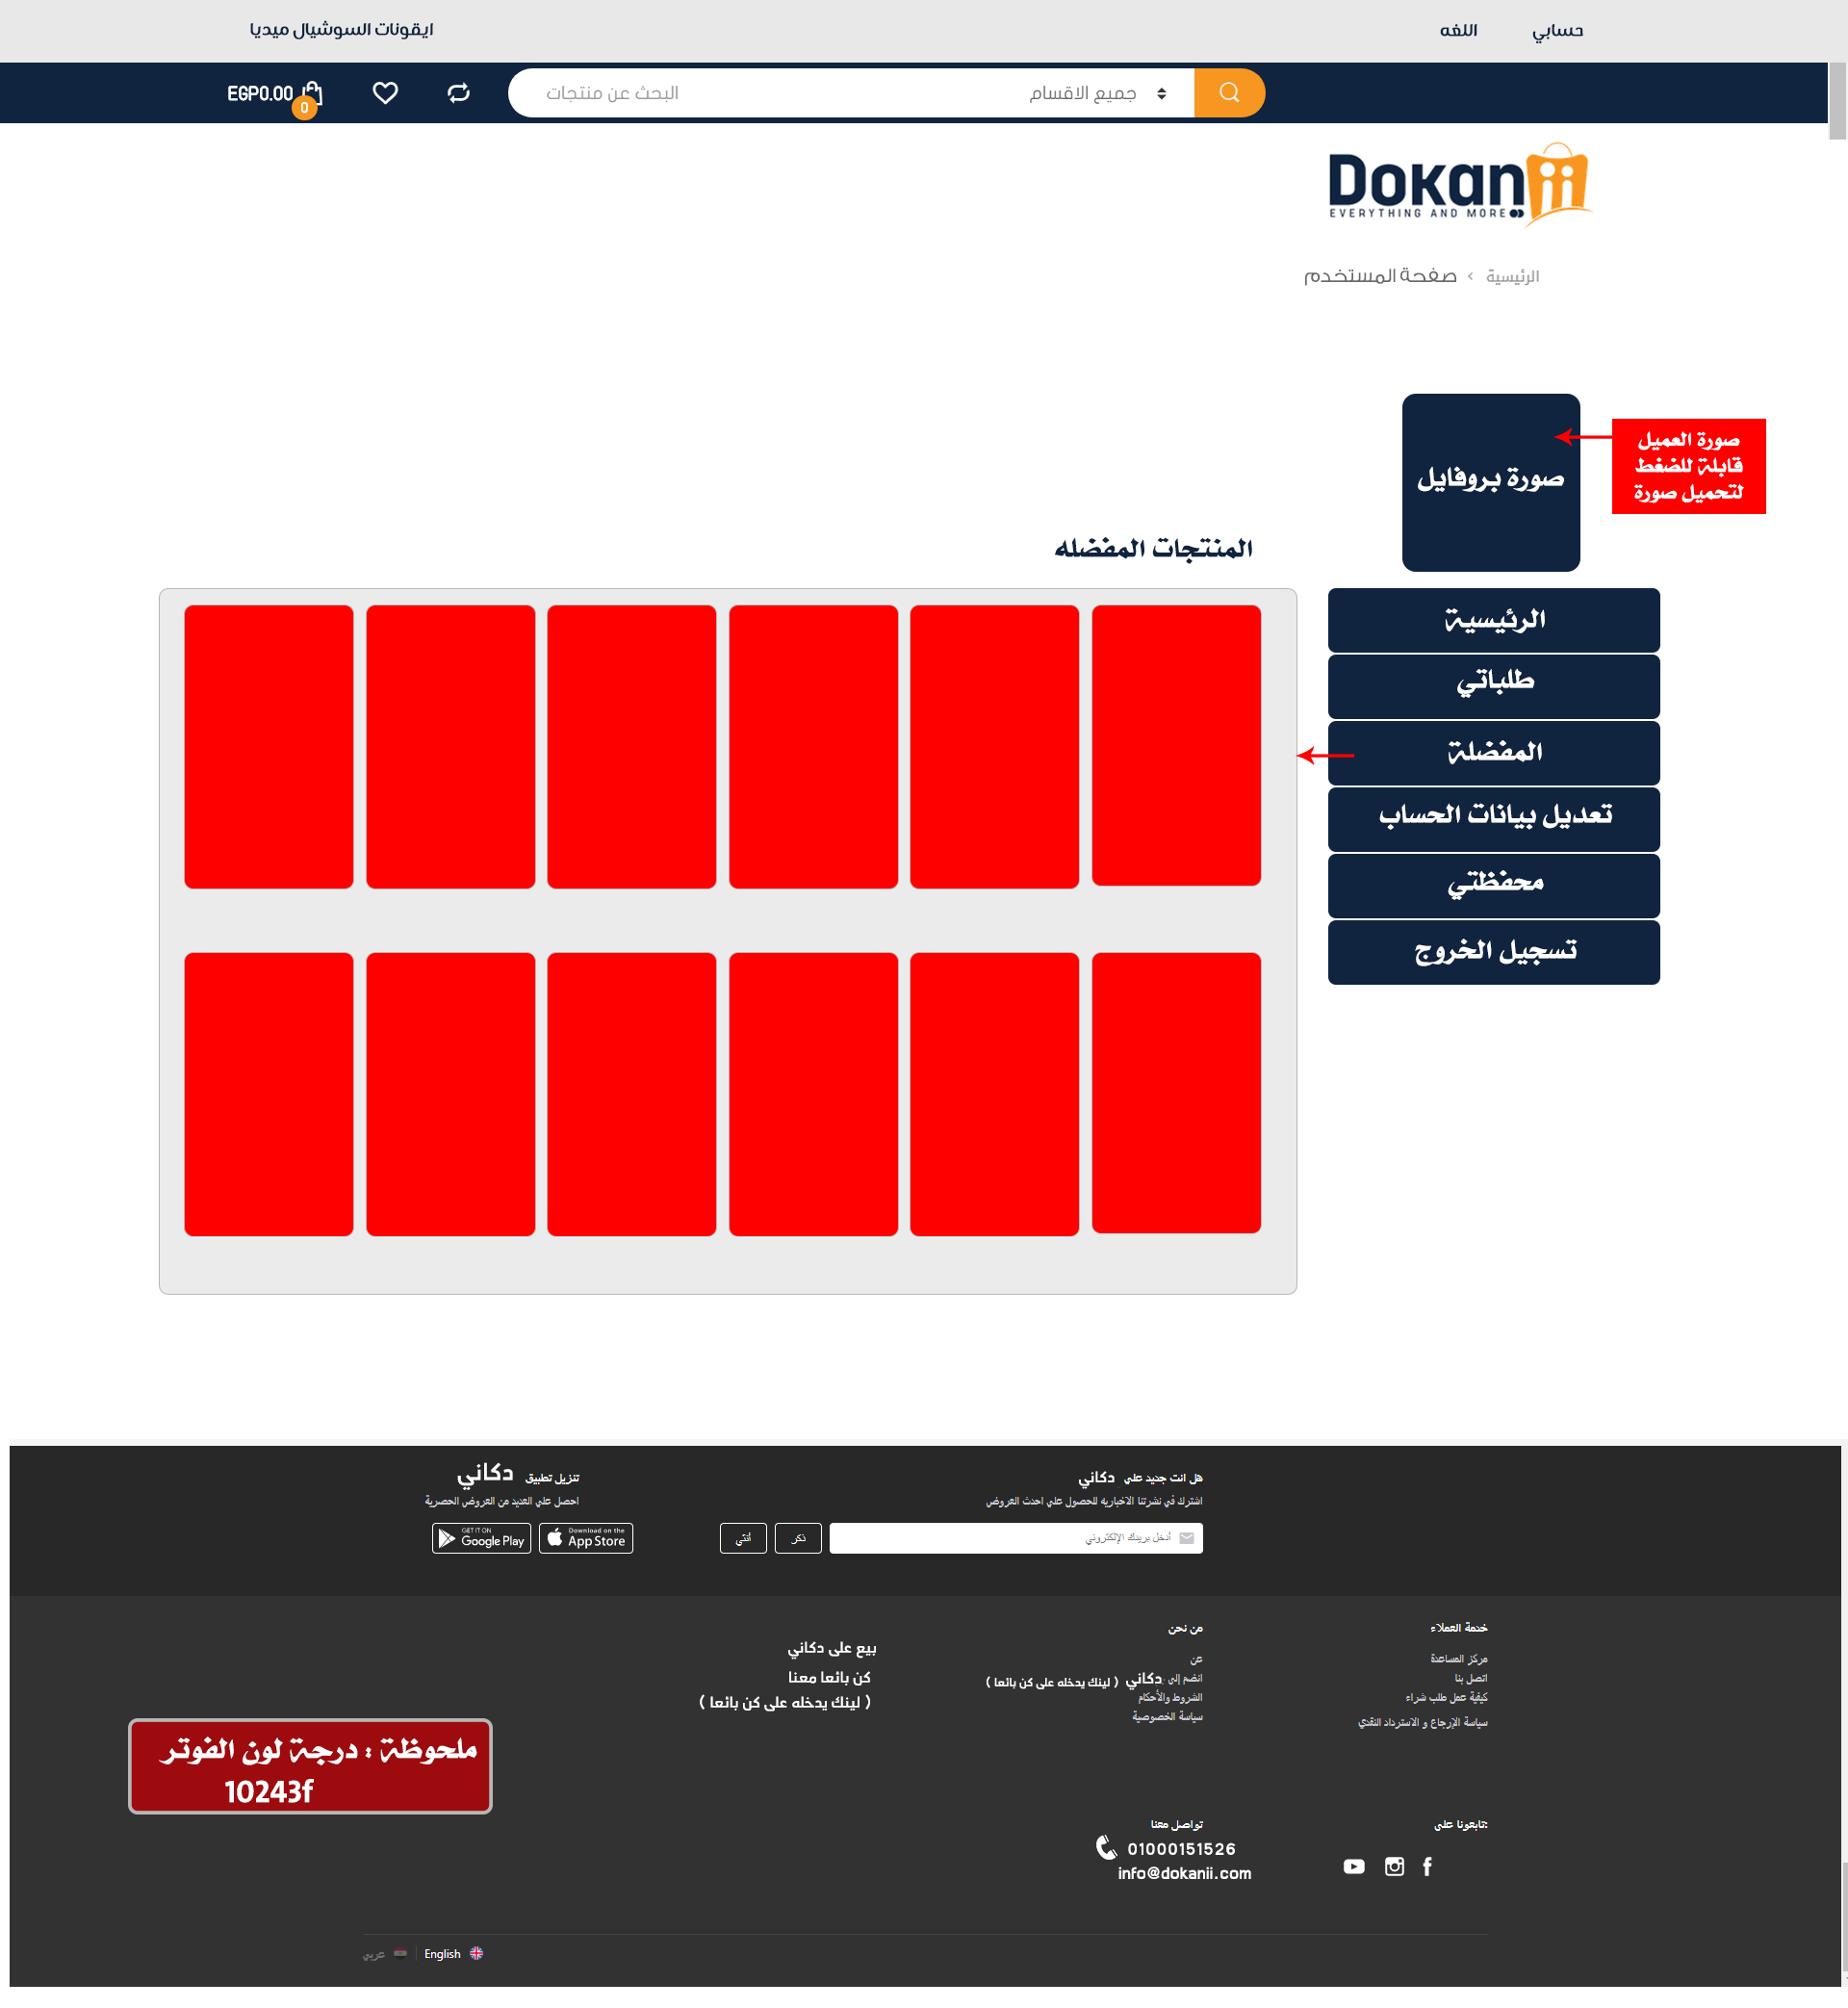 حسابي
اللغه
ايقونات السوشيال ميديا
جميع الاقسام
البحث عن منتجات
EGP0.00
0
Dokanii
EVERYTHING AND MORE
الرئيسية > صفحة المستخدم
صورة بروفايل
صورة العميل
قابلة للضغط
لتحميل صورة
المنتجات المفضله
الرئيسية
طلباتي
المفضلة
تعديل بيانات الحساب
محفظتي
تسجيل الخروج
هل انت جديد علي دكاني
اشترك في نشرتنا الاخباريه للحصول علي احدث العروض
أدخل بريدك الإلكتروني
ذكر
أنثي
تنزيل تطبيق دكاني
احصل علي العديد من العروض الحصرية
Download on the
App Store
GET IT ON
Google Play
خدمة العملاء
مركز المساعدة
اتصل بنا
كيفية عمل طلب شراء
سياسة الإرجاع و الاسترداد النقدي
من نحن
عن
انضم إلى دكاني ( لينك يدخله على كن بائعا )
الشروط والأحكام
سياسة الخصوصية
بيع على دكاني
كن بائعا معنا
( لينك يدخله على كن بائعا )
ملحوظة : درجة لون الفوتر
10243f
تابعونا على:
تواصل معنا
01000151526
info@dokanii.com
English
عربي